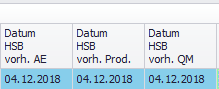 Datum Datum Datum
HSB HSB HSB
vorh. AE vorh. Prod. vorh. QM
04.12.2018 04.12.2018 04.12.2018